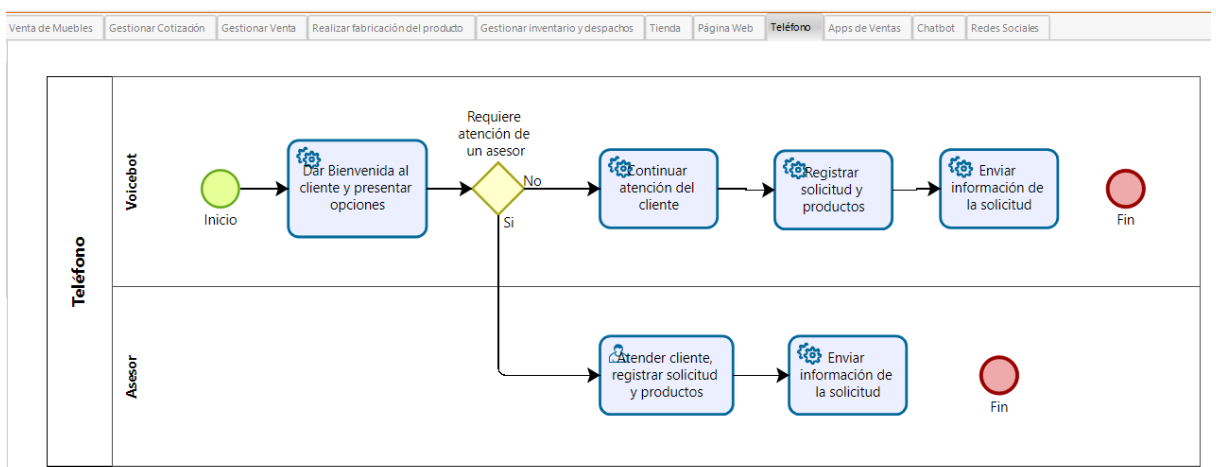 Venta de Muebles
Gestionar Cotización
Gestionar Venta
Realizar fabricación del producto
Gestionar inventario y despachos
Tienda
Página Web
Teléfono
Apps de Ventas
Chatbot
Redes Sociales
Teléfono
Voicebot
Inicio
Dar Bienvenida al
cliente y presentar
opciones
Requiere
atención de
un asesor
No
Si
Continuar
atención del
cliente
Registrar
solicitud y
productos
Enviar
información de
la solicitud
Fin
Asesor
Atender cliente,
registrar solicitud
y productos
Enviar
información de
la solicitud
Fin